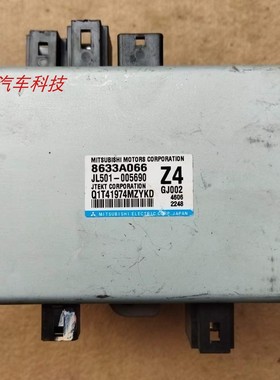 汽车科技
MITSUBISHI MOTORS CORPORATION
8633A066 Z4
JL501-005690 GJ002
JTEKT CORPORATION 4606
Q1T41974MZYKD 2248
MITSUBISHI ELECTRIC CORP. JAPAN